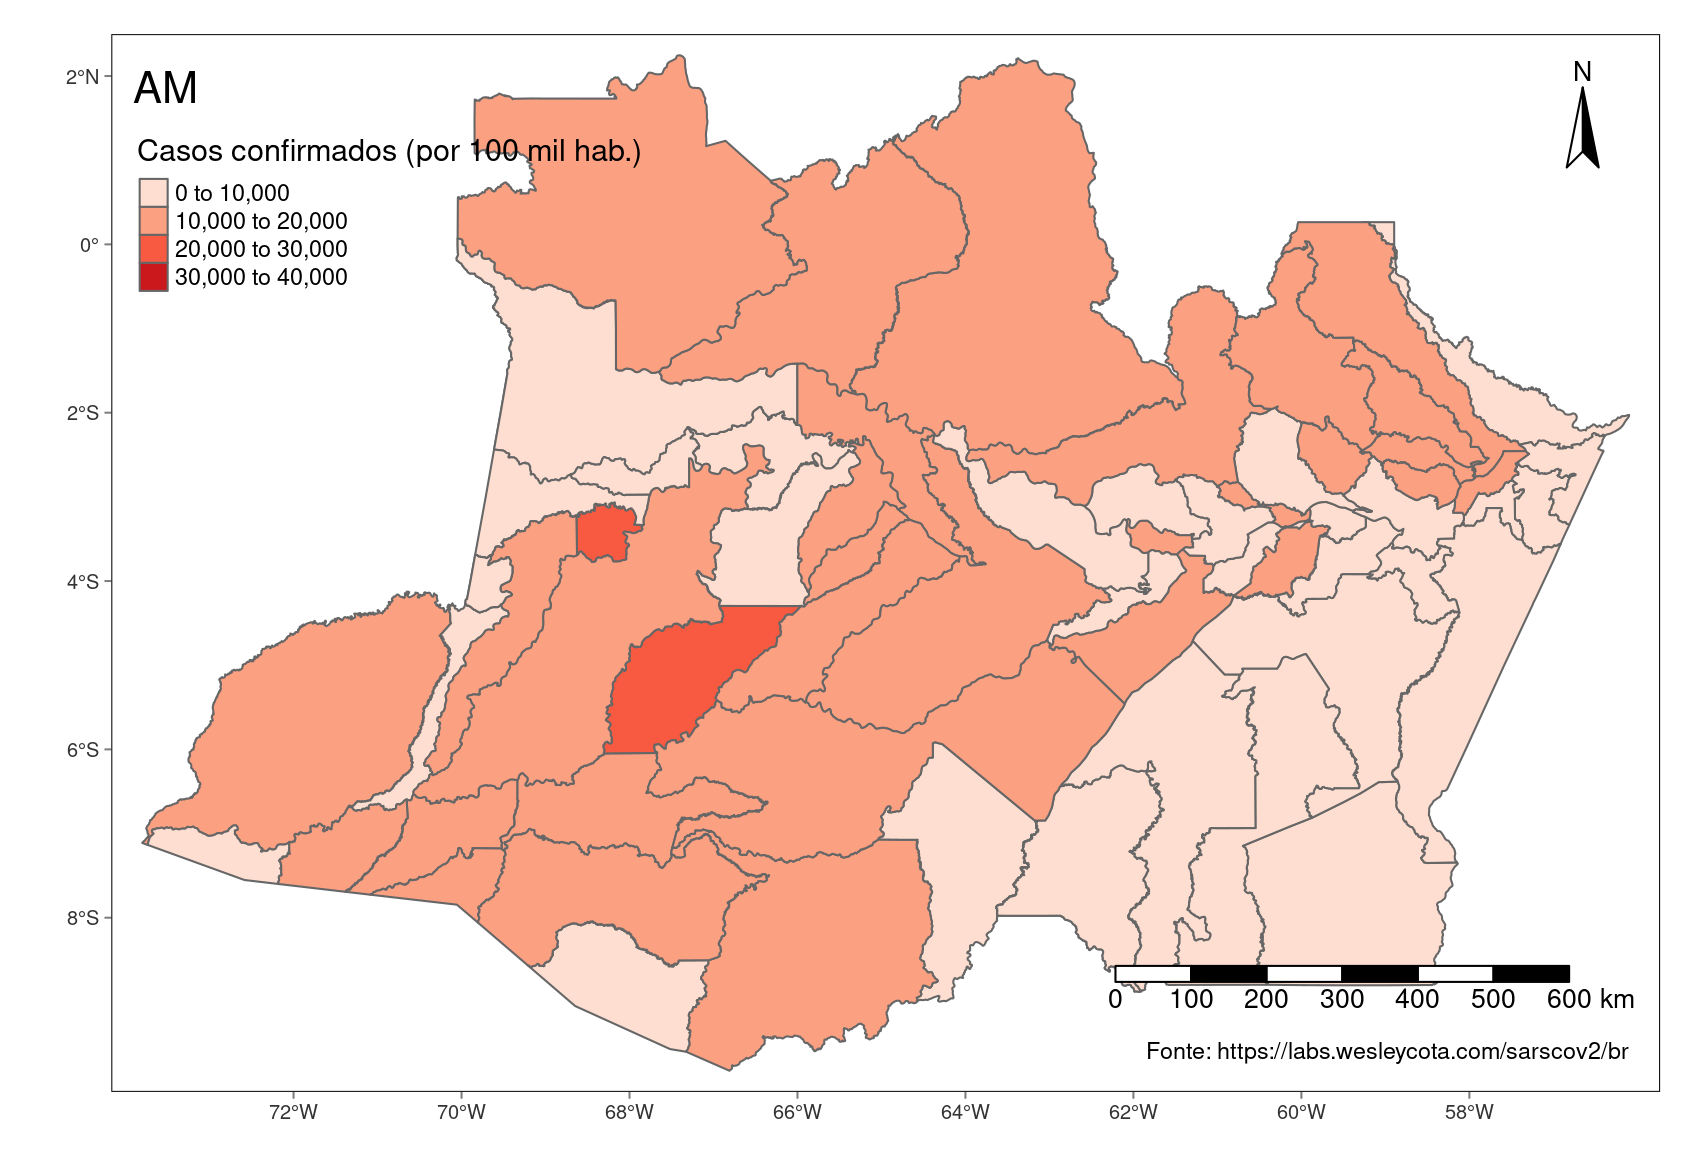 AM
N
Casos confirmados (por 100 mil hab.)
0 to 10,000
10,000 to 20,000
20,000 to 30,000
30,000 to 40,000
2°N
0°
2°S
4°S
6°S
8°S
0 100 200 300 400 500 600 km
Fonte: https://labs.wesleycota.com/sarscov2/br
72°W 70°W 68°W 66°W 64°W 62°W 60°W 58°W